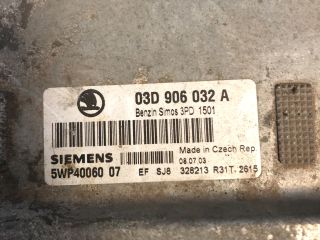 03D 906 032 A
Benzin Simos 3PD 1501
SIEMENS
Made in Czech Rep.
08.07.03
5WP40060 07 EF SJ8 328213 R31T. 2615